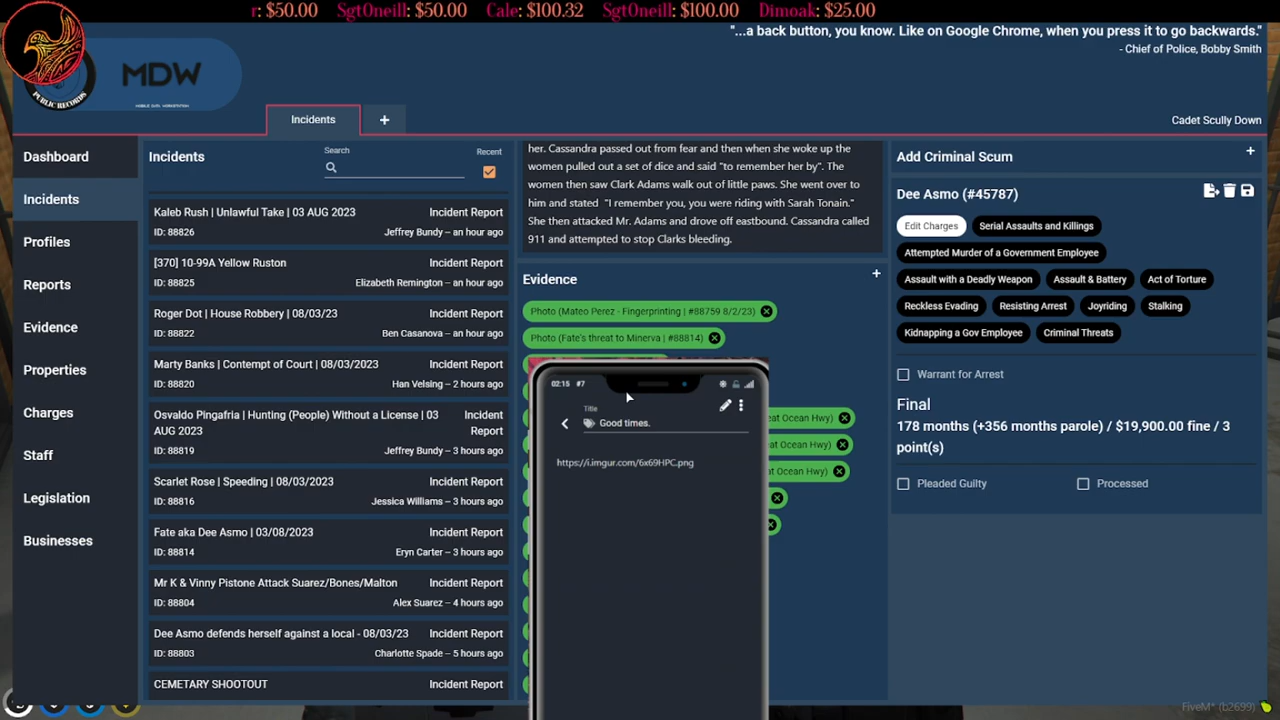 r: $50.00 SgtOneill: $50.00 Cale: $100.32 SgtOneill: $100.00 Dimoak: $25.00
"...a back button, you know. Like on Google Chrome, when you press it to go backwards."
- Chief of Police, Bobby Smith
PUBLIC RECORDS
MDW
MOBILE DATA WORKSTATION
Incidents
+
Cadet Scully Down
Dashboard
Incidents
Profiles
Reports
Evidence
Properties
Charges
Staff
Legislation
Businesses
Incidents
Search
Recent
Kaleb Rush | Unlawful Take | 03 AUG 2023 Incident Report
ID: 88826 Jeffrey Bundy – an hour ago
[370] 10-99A Yellow Ruston Incident Report
ID: 88825 Elizabeth Remington – an hour ago
Roger Dot | House Robbery | 08/03/23 Incident Report
ID: 88822 Ben Casanova – an hour ago
Marty Banks | Contempt of Court | 08/03/2023 Incident Report
ID: 88820 Han Velsing – 2 hours ago
Osvaldo Pingafria | Hunting (People) Without a License | 03 Incident
AUG 2023 Report
ID: 88819 Jeffrey Bundy – 3 hours ago
Scarlet Rose | Speeding | 08/03/2023 Incident Report
ID: 88816 Jessica Williams – 3 hours ago
Fate aka Dee Asmo | 03/08/2023 Incident Report
ID: 88814 Eryn Carter – 3 hours ago
Mr K & Vinny Pistone Attack Suarez/Bones/Malton Incident Report
ID: 88804 Alex Suarez – 4 hours ago
Dee Asmo defends herself against a local - 08/03/23 Incident Report
ID: 88803 Charlotte Spade – 5 hours ago
CEMETARY SHOOTOUT Incident Report
her. Cassandra passed out from fear and then when she woke up the
women pulled out a set of dice and said "to remember her by". The
women then saw Clark Adams walk out of little paws. She went over to
him and stated "I remember you, you were riding with Sarah Tonain."
She then attacked Mr. Adams and drove off eastbound. Cassandra called
911 and attempted to stop Clarks bleeding.
Evidence +
Photo (Mateo Perez - Fingerprinting | #88759 8/2/23)
Photo (Fate's threat to Minerva | #88814)
eat Ocean Hwy)
eat Ocean Hwy)
at Ocean Hwy)
02:15 #7
Title
Good times.
https://i.imgur.com/6x69HPC.png
Add Criminal Scum +
Dee Asmo (#45787)
Edit Charges Serial Assaults and Killings
Attempted Murder of a Government Employee
Assault with a Deadly Weapon Assault & Battery Act of Torture
Reckless Evading Resisting Arrest Joyriding Stalking
Kidnapping a Gov Employee Criminal Threats
Warrant for Arrest
Final
178 months (+356 months parole) / $19,900.00 fine / 3
point(s)
Pleaded Guilty Processed
FiveM* (b2699)